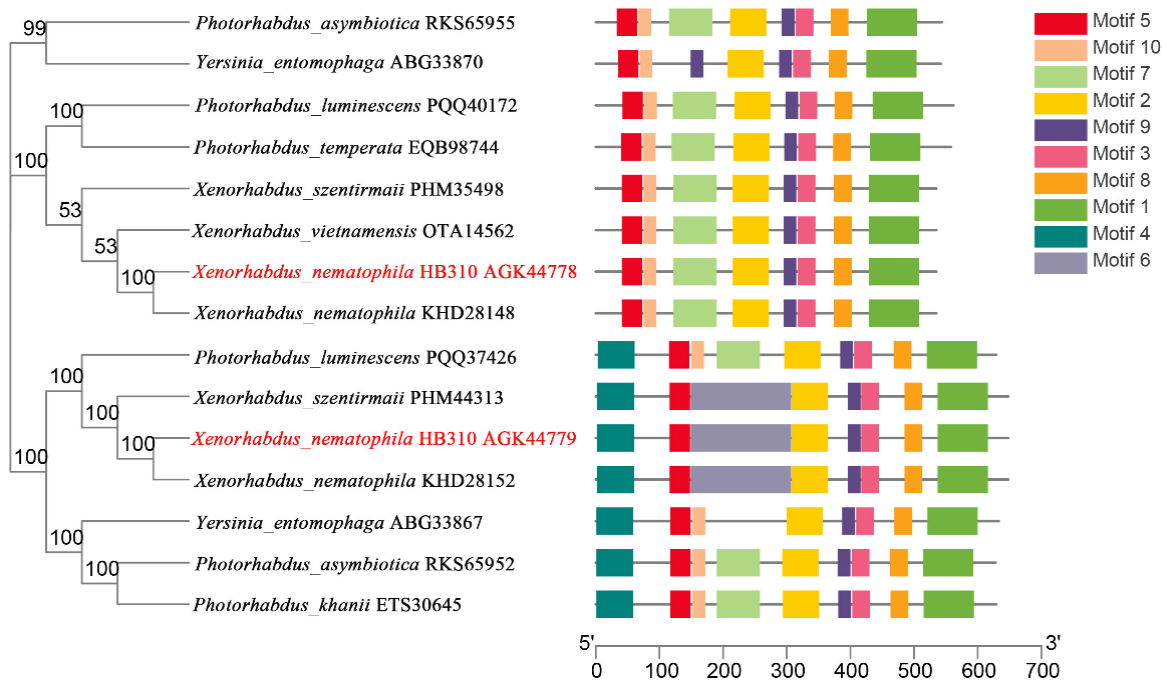 99
Photorhabdus_asymbiotica RKS65955
Yersinia_entomophaga ABG33870
100
Photorhabdus_luminescens PQQ40172
Photorhabdus_temperata EQB98744
100
53
Xenorhabdus_szentirmaii PHM35498
53
Xenorhabdus_vietnamensis OTA14562
100
Xenorhabdus_nematophila HB310 AGK44778
Xenorhabdus_nematophila KHD28148
100
Photorhabdus_luminescens PQQ37426
100
Xenorhabdus_szentirmaii PHM44313
100
Xenorhabdus_nematophila HB310 AGK44779
Xenorhabdus_nematophila KHD28152
100
100
Yersinia_entomophaga ABG33867
100
Photorhabdus_asymbiotica RKS65952
Photorhabdus_khanii ETS30645
Motif 5
Motif 10
Motif 7
Motif 2
Motif 9
Motif 3
Motif 8
Motif 1
Motif 4
Motif 6
5' 3'
0 100 200 300 400 500 600 700